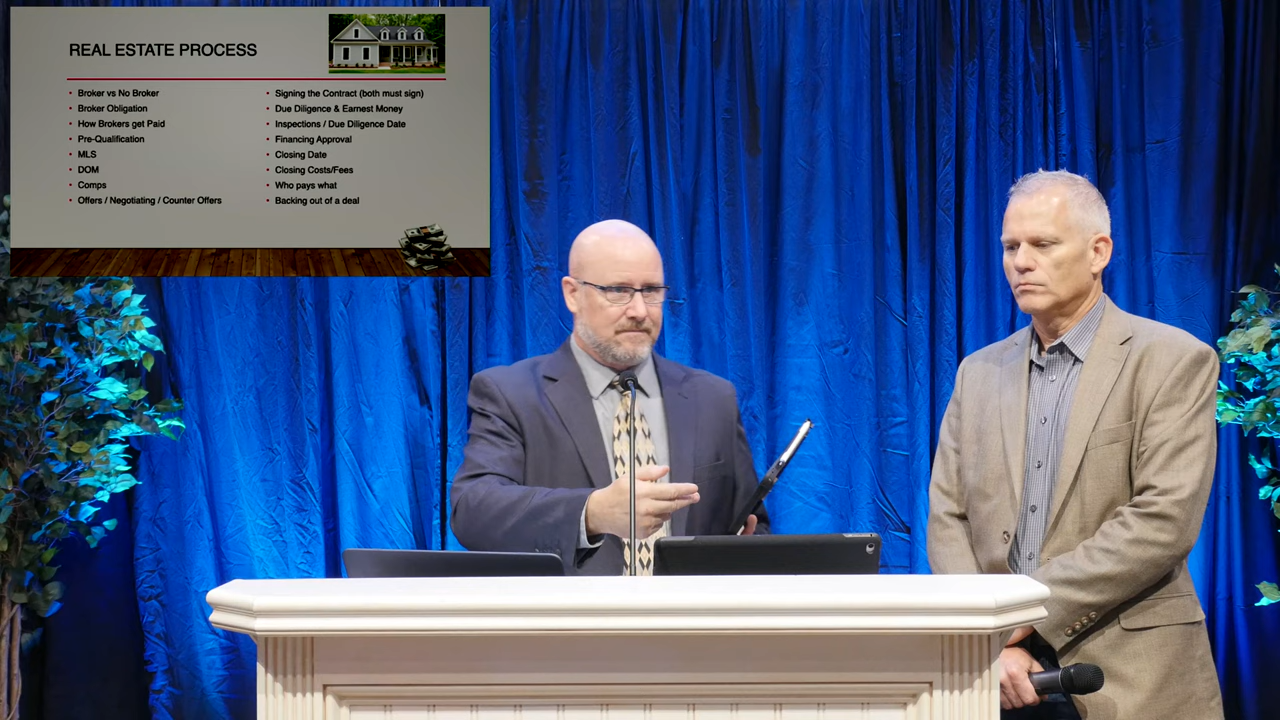 REAL ESTATE PROCESS
• Broker vs No Broker
• Broker Obligation
• How Brokers get Paid
• Pre-Qualification
• MLS
• DOM
• Comps
• Offers / Negotiating / Counter Offers
• Signing the Contract (both must sign)
• Due Diligence & Earnest Money
• Inspections / Due Diligence Date
• Financing Approval
• Closing Date
• Closing Costs/Fees
• Who pays what
• Backing out of a deal